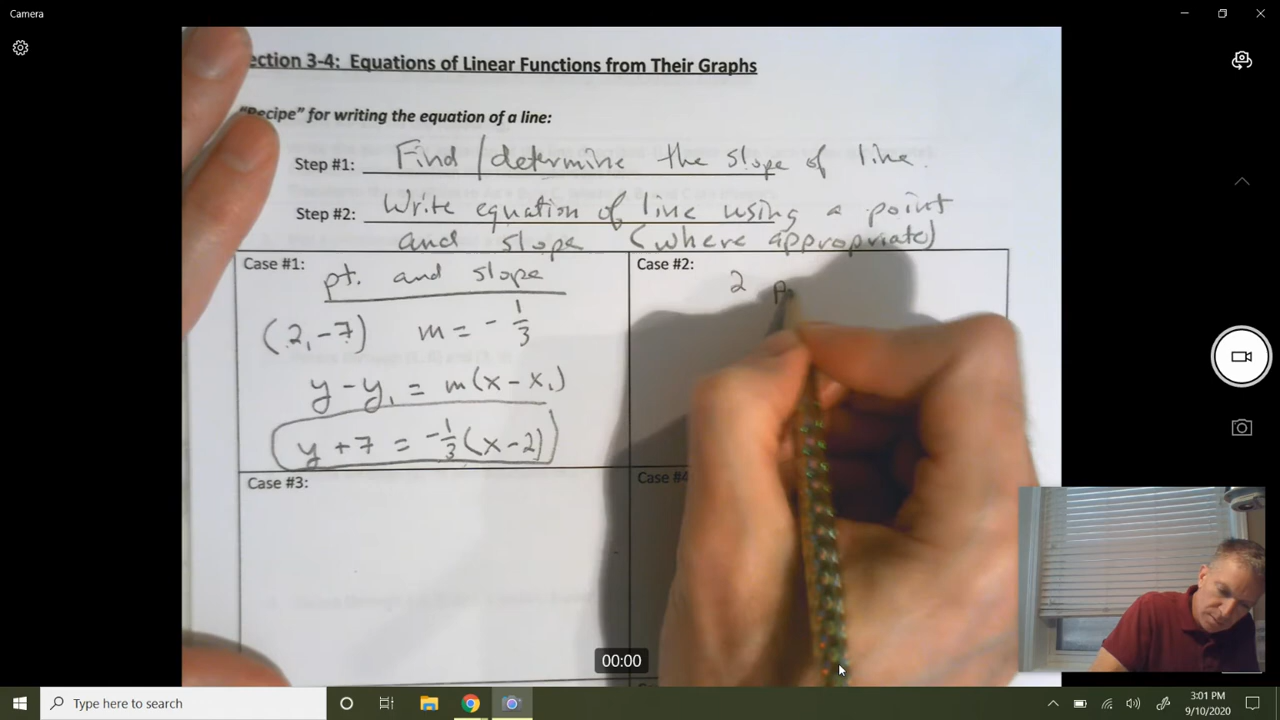 Camera
ection 3-4: Equations of Linear Functions from Their Graphs
"Recipe" for writing the equation of a line:
Step #1: Find / determine the slope of line.
Step #2: Write equation of line using a point
and slope (where appropriate)
Case #1:
pt. and slope
(2, -7) m = -1/3
y - y₁ = m(x - x₁)
y + 7 = -1/3 (x - 2)
Case #2:
2 p
Case #3:
Case #4
00:00
Type here to search
3:01 PM
9/10/2020